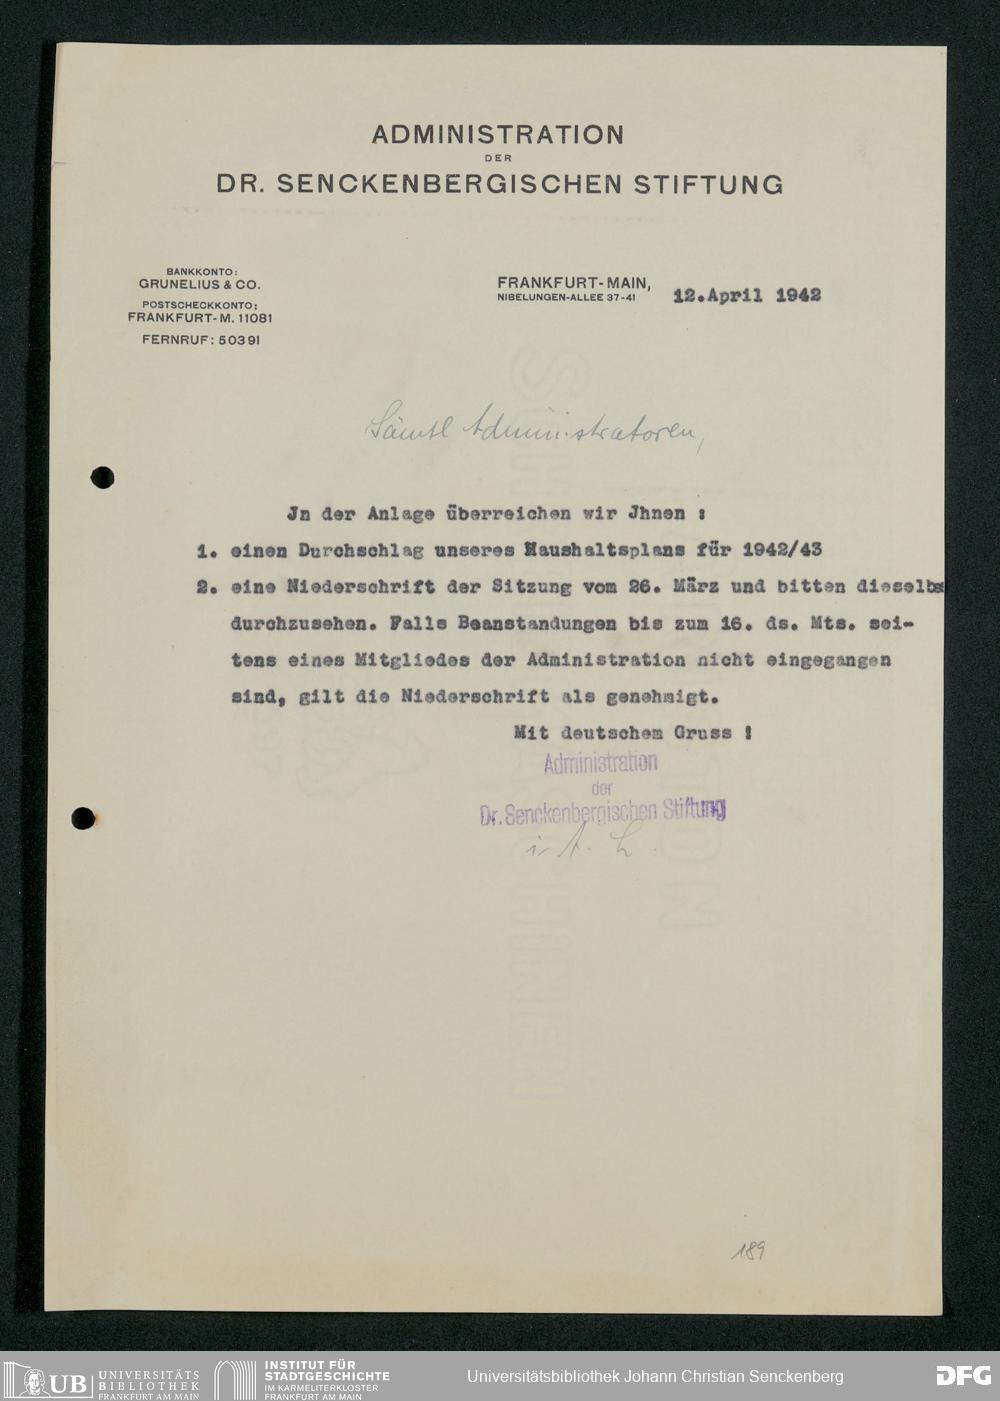 ADMINISTRATION
DER
DR. SENCKENBERGISCHEN STIFTUNG
BANKKONTO:
GRUNELIUS & CO.
POSTSCHECKKONTO:
FRANKFURT-M. 11081
FERNRUF: 50391
FRANKFURT-MAIN,
NIBELUNGEN-ALLEE 37-41
12.April 1942
Sämtl Administratoren,
Jn der Anlage überreichen wir Jhnen :
1. einen Durchschlag unseres Haushaltsplans für 1942/43
2. eine Niederschrift der Sitzung vom 26. März und bitten dieselbe
durchzusehen. Falls Beanstandungen bis zum 16. ds. Mts. sei-
tens eines Mitgliedes der Administration nicht eingegangen
sind, gilt die Niederschrift als genehmigt.
Mit deutschem Gruss !
Administration
der
Dr. Senckenbergischen Stiftung
i. A. L.
189
UB
UNIVERSITÄTS
BIBLIOTHEK
FRANKFURT AM MAIN
INSTITUT FÜR
STADTGESCHICHTE
IM KARMELITERKLOSTER
FRANKFURT AM MAIN
Universitätsbibliothek Johann Christian Senckenberg
DFG